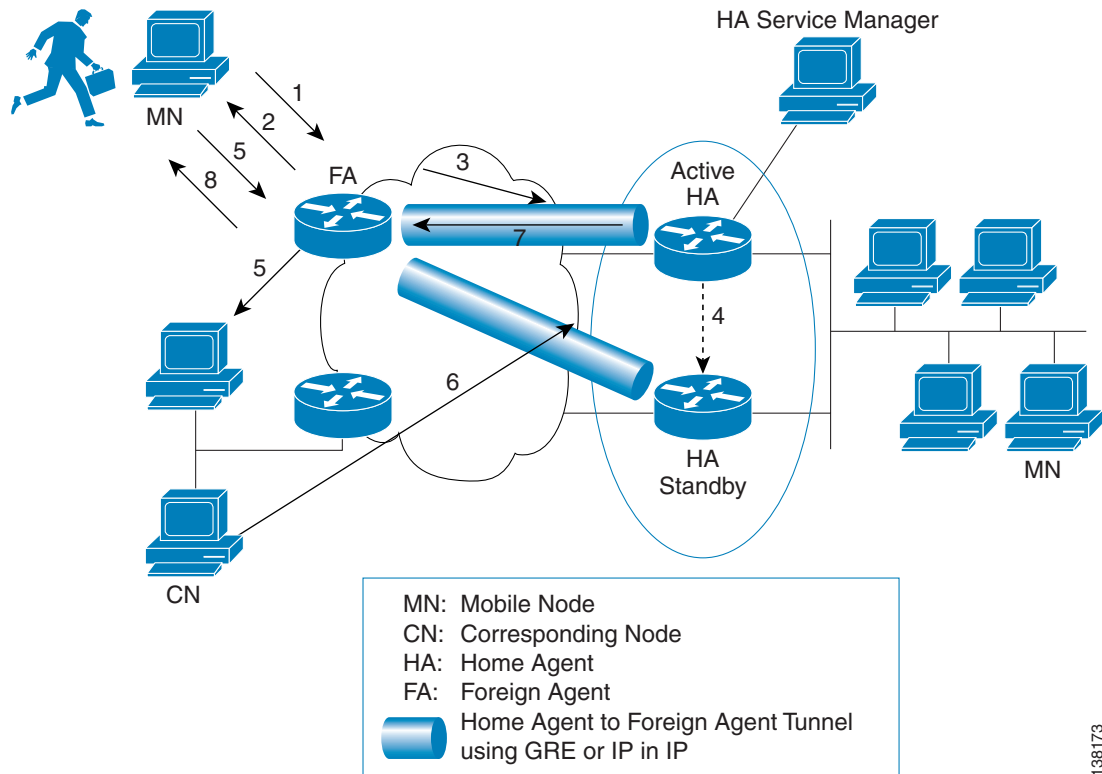 HA Service Manager
MN
1
2
5
8
FA
3
Active
HA
7
5
4
6
HA
Standby
MN
CN
MN: Mobile Node
CN: Corresponding Node
HA: Home Agent
FA: Foreign Agent
Home Agent to Foreign Agent Tunnel
using GRE or IP in IP
138173